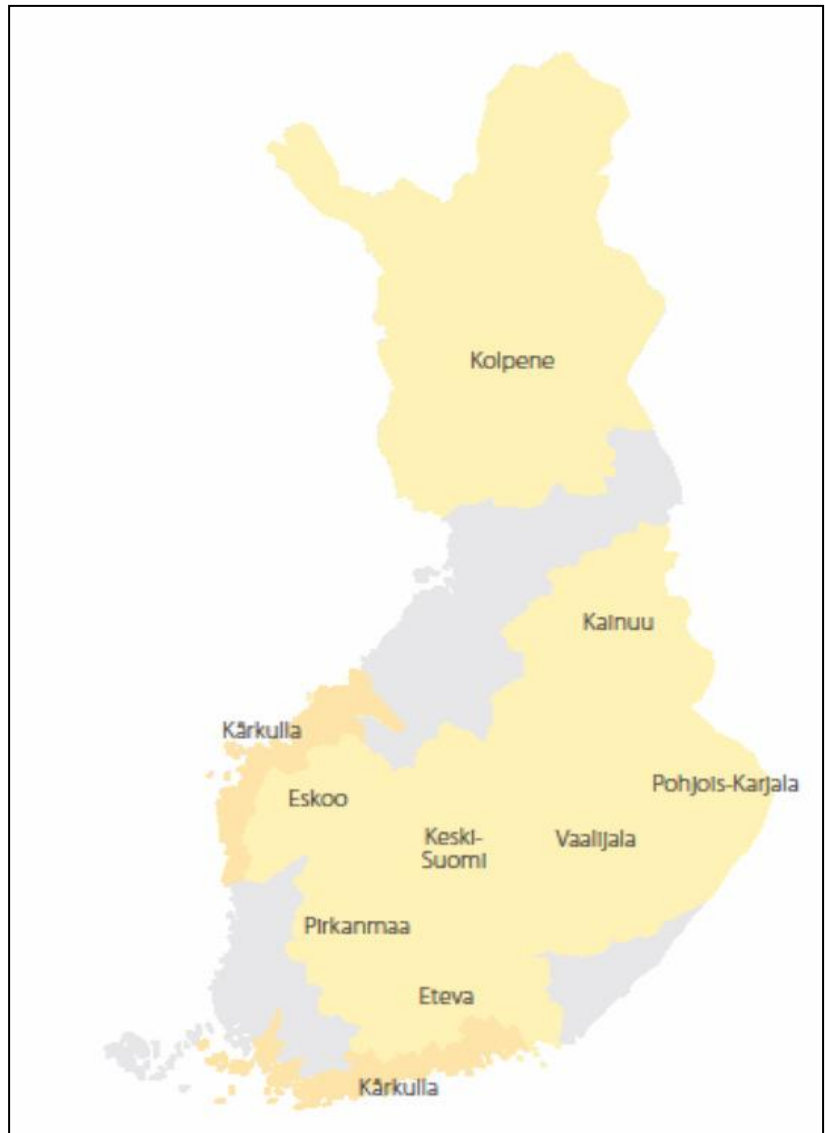 Kolpene
Kainuu
Kårkulla
Pohjois-Karjala
Eskoo
Keski-
Suomi
Vaalijala
Pirkanmaa
Eteva
Kårkulla